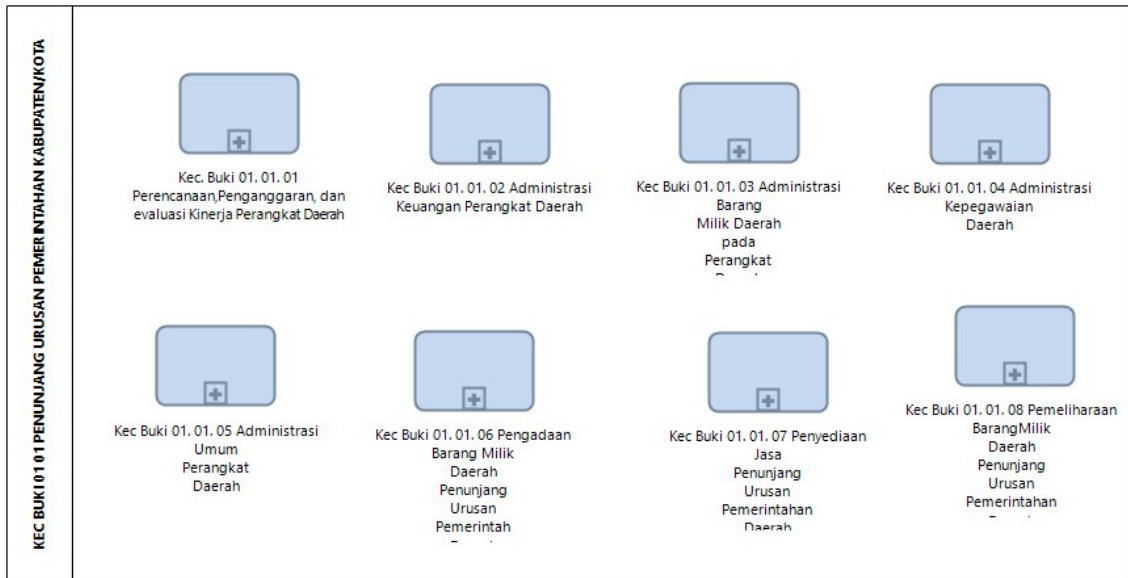 KEC BUKI 01 01 PENUNJANG URUSAN PEMERINTAHAN KABUPATEN/KOTA
Kec. Buki 01. 01. 01
Perencanaan,Penganggaran, dan
evaluasi Kinerja Perangkat Daerah
Kec Buki 01. 01. 02 Administrasi
Keuangan Perangkat Daerah
Kec Buki 01. 01. 03 Administrasi
Barang
Milik Daerah
pada
Perangkat
Kec Buki 01. 01. 04 Administrasi
Kepegawaian
Daerah
Kec Buki 01. 01. 05 Administrasi
Umum
Perangkat
Daerah
Kec Buki 01. 01. 06 Pengadaan
Barang Milik
Daerah
Penunjang
Urusan
Pemerintah
Kec Buki 01. 01. 07 Penyediaan
Jasa
Penunjang
Urusan
Pemerintahan
Daerah
Kec Buki 01. 01. 08 Pemeliharaan
BarangMilik
Daerah
Penunjang
Urusan
Pemerintahan